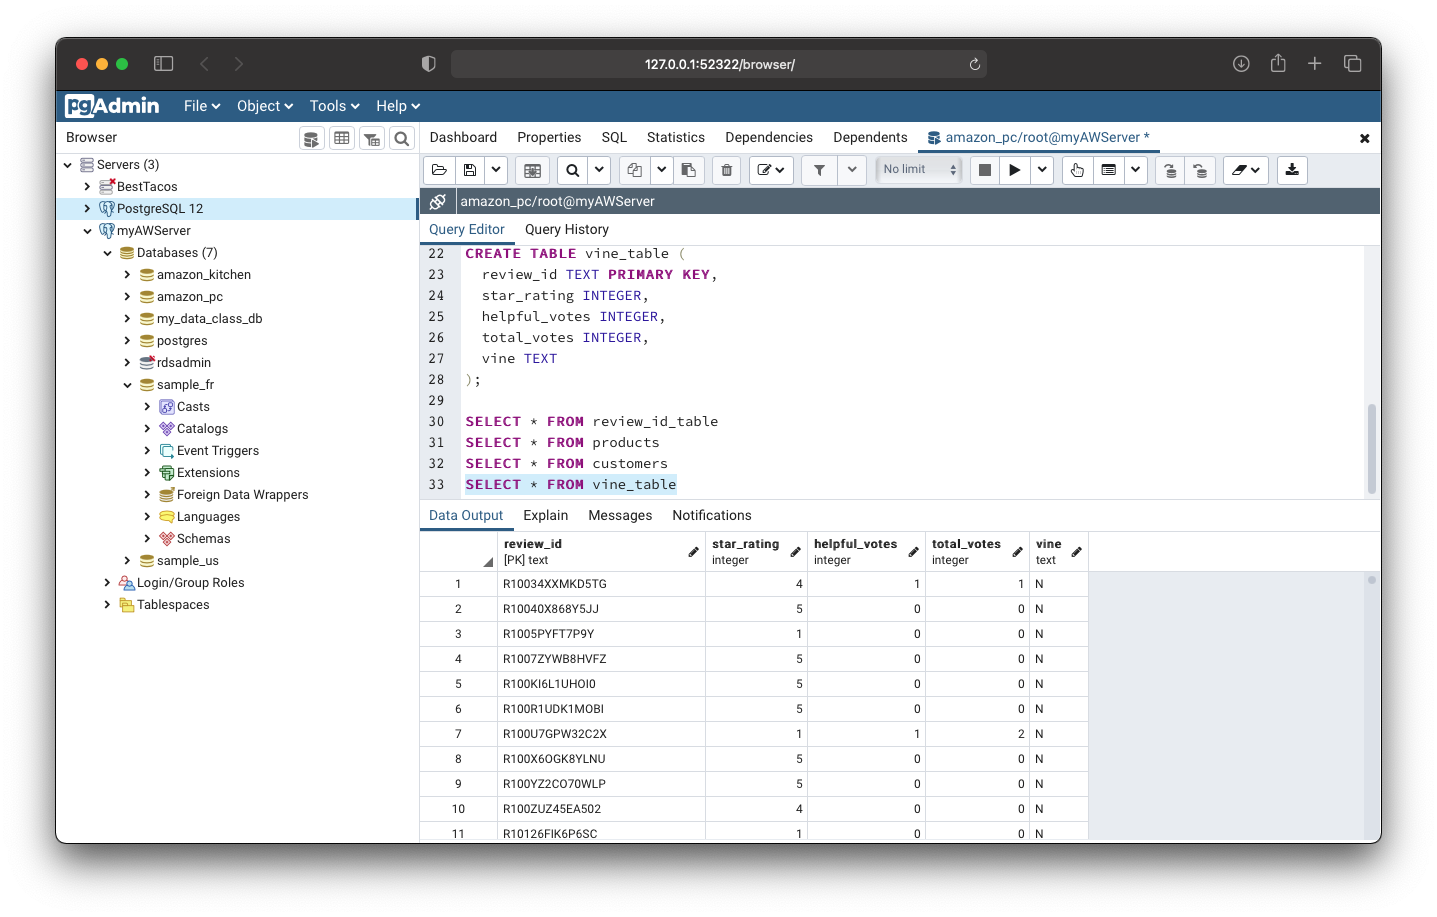 127.0.0.1:52322/browser/
pgAdmin File Object Tools Help
Browser
Dashboard Properties SQL Statistics Dependencies Dependents amazon_pc/root@myAWServer *
Servers (3)
BestTacos
PostgreSQL 12
myAWServer
Databases (7)
amazon_kitchen
amazon_pc
my_data_class_db
postgres
rdsadmin
sample_fr
Casts
Catalogs
Event Triggers
Extensions
Foreign Data Wrappers
Languages
Schemas
sample_us
Login/Group Roles
Tablespaces
No limit
amazon_pc/root@myAWServer
Query Editor Query History
22 CREATE TABLE vine_table (
23 review_id TEXT PRIMARY KEY,
24 star_rating INTEGER,
25 helpful_votes INTEGER,
26 total_votes INTEGER,
27 vine TEXT
28 );
29
30 SELECT * FROM review_id_table
31 SELECT * FROM products
32 SELECT * FROM customers
33 SELECT * FROM vine_table
Data Output Explain Messages Notifications
review_id star_rating helpful_votes total_votes vine
[PK] text integer integer integer text
1 R10034XXMKD5TG 4 1 1 N
2 R10040X868Y5JJ 5 0 0 N
3 R1005PYFT7P9Y 1 0 0 N
4 R1007ZYWB8HVFZ 5 0 0 N
5 R100KI6L1UHOI0 5 0 0 N
6 R100R1UDK1MOBI 5 0 0 N
7 R100U7GPW32C2X 1 1 2 N
8 R100X6OGK8YLNU 5 0 0 N
9 R100YZ2CO70WLP 5 0 0 N
10 R100ZUZ45EA502 4 0 0 N
11 R10126FIK6P6SC 1 0 0 N